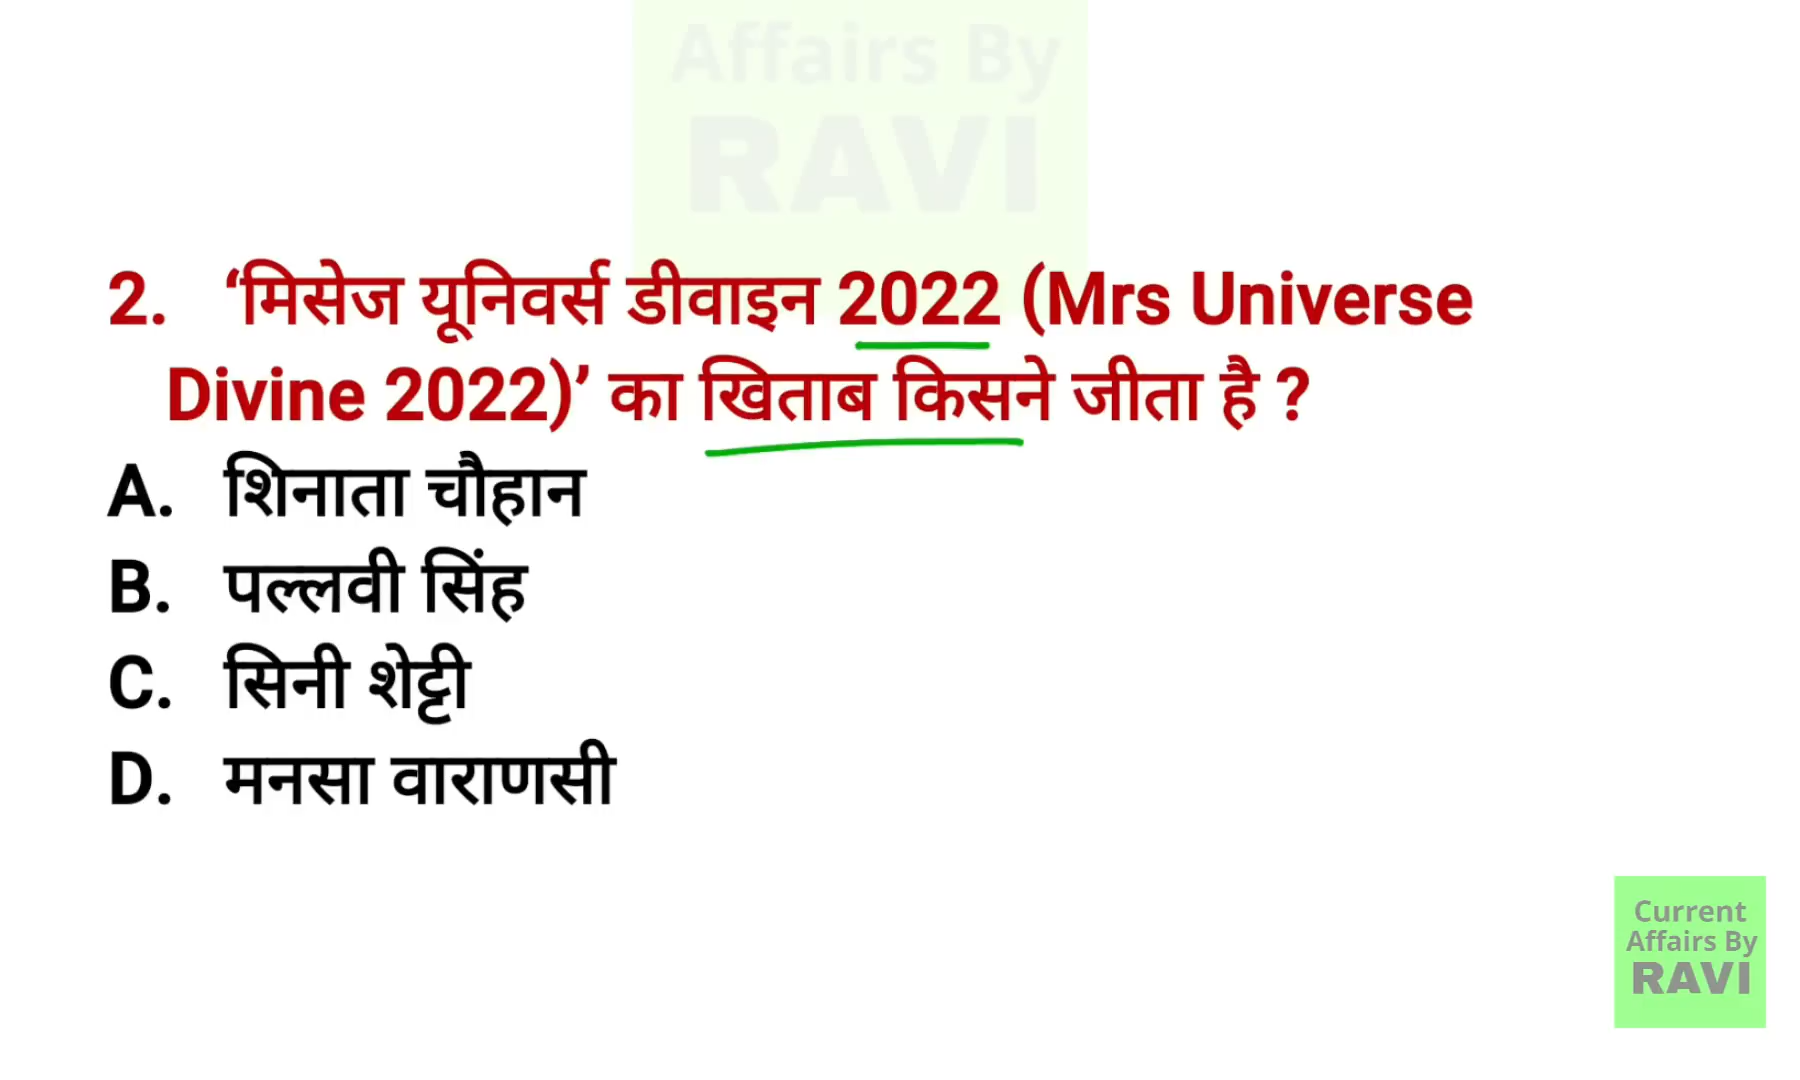 Affairs By
RAVI
2. ‘मिसेज यूनिवर्स डीवाइन 2022 (Mrs Universe
Divine 2022)’ का खिताब किसने जीता है ?
A. शिनाता चौहान
B. पल्लवी सिंह
C. सिनी शेट्टी
D. मनसा वाराणसी
Current
Affairs By
RAVI